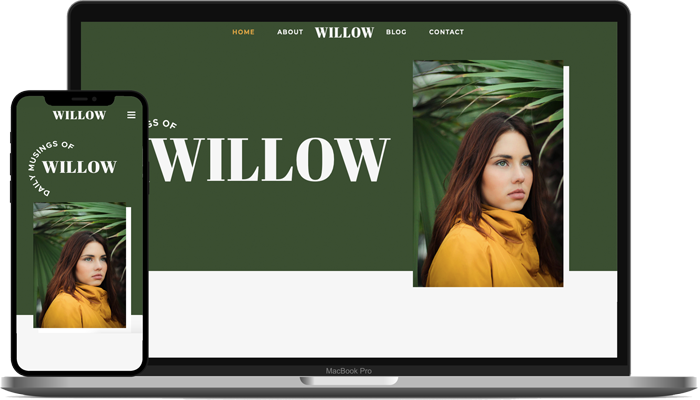 HOME ABOUT WILLOW BLOG CONTACT
GS OF
WILLOW
WILLOW
DAILY MUSINGS OF
WILLOW
MacBook Pro